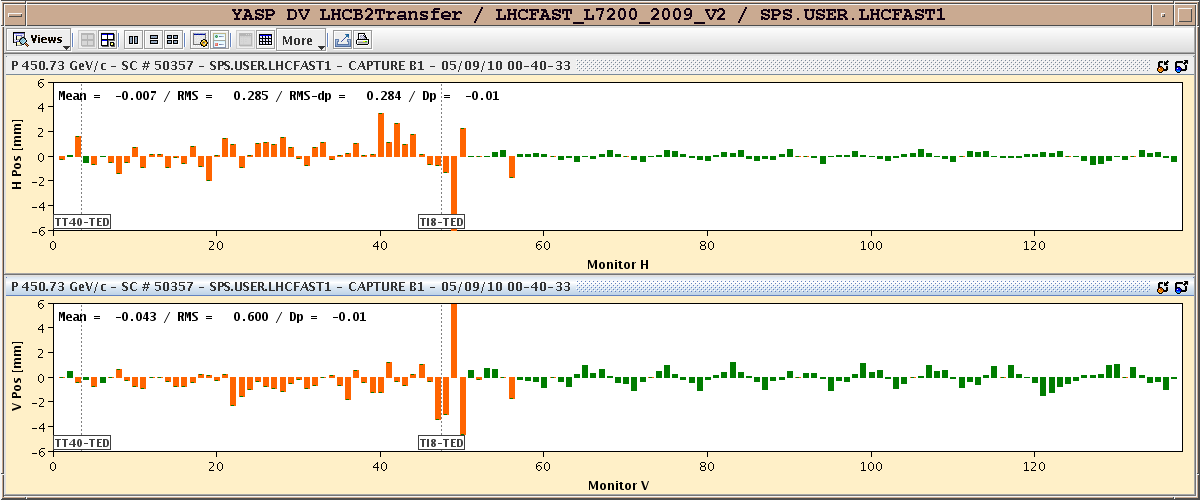 YASP DV LHCB2Transfer / LHCFAST_L7200_2009_V2 / SPS.USER.LHCFAST1
Views More
P 450.73 GeV/c - SC # 50357 - SPS.USER.LHCFAST1 - CAPTURE B1 - 05/09/10 00-40-33
Mean = -0.007 / RMS = 0.285 / RMS-dp = 0.284 / Dp = -0.01
H Pos [mm]
6
4
2
0
-2
-4
-6
TT40-TED TI8-TED
0 20 40 60 80 100 120
Monitor H
P 450.73 GeV/c - SC # 50357 - SPS.USER.LHCFAST1 - CAPTURE B1 - 05/09/10 00-40-33
Mean = -0.043 / RMS = 0.600 / Dp = -0.01
V Pos [mm]
6
4
2
0
-2
-4
-6
TT40-TED TI8-TED
0 20 40 60 80 100 120
Monitor V